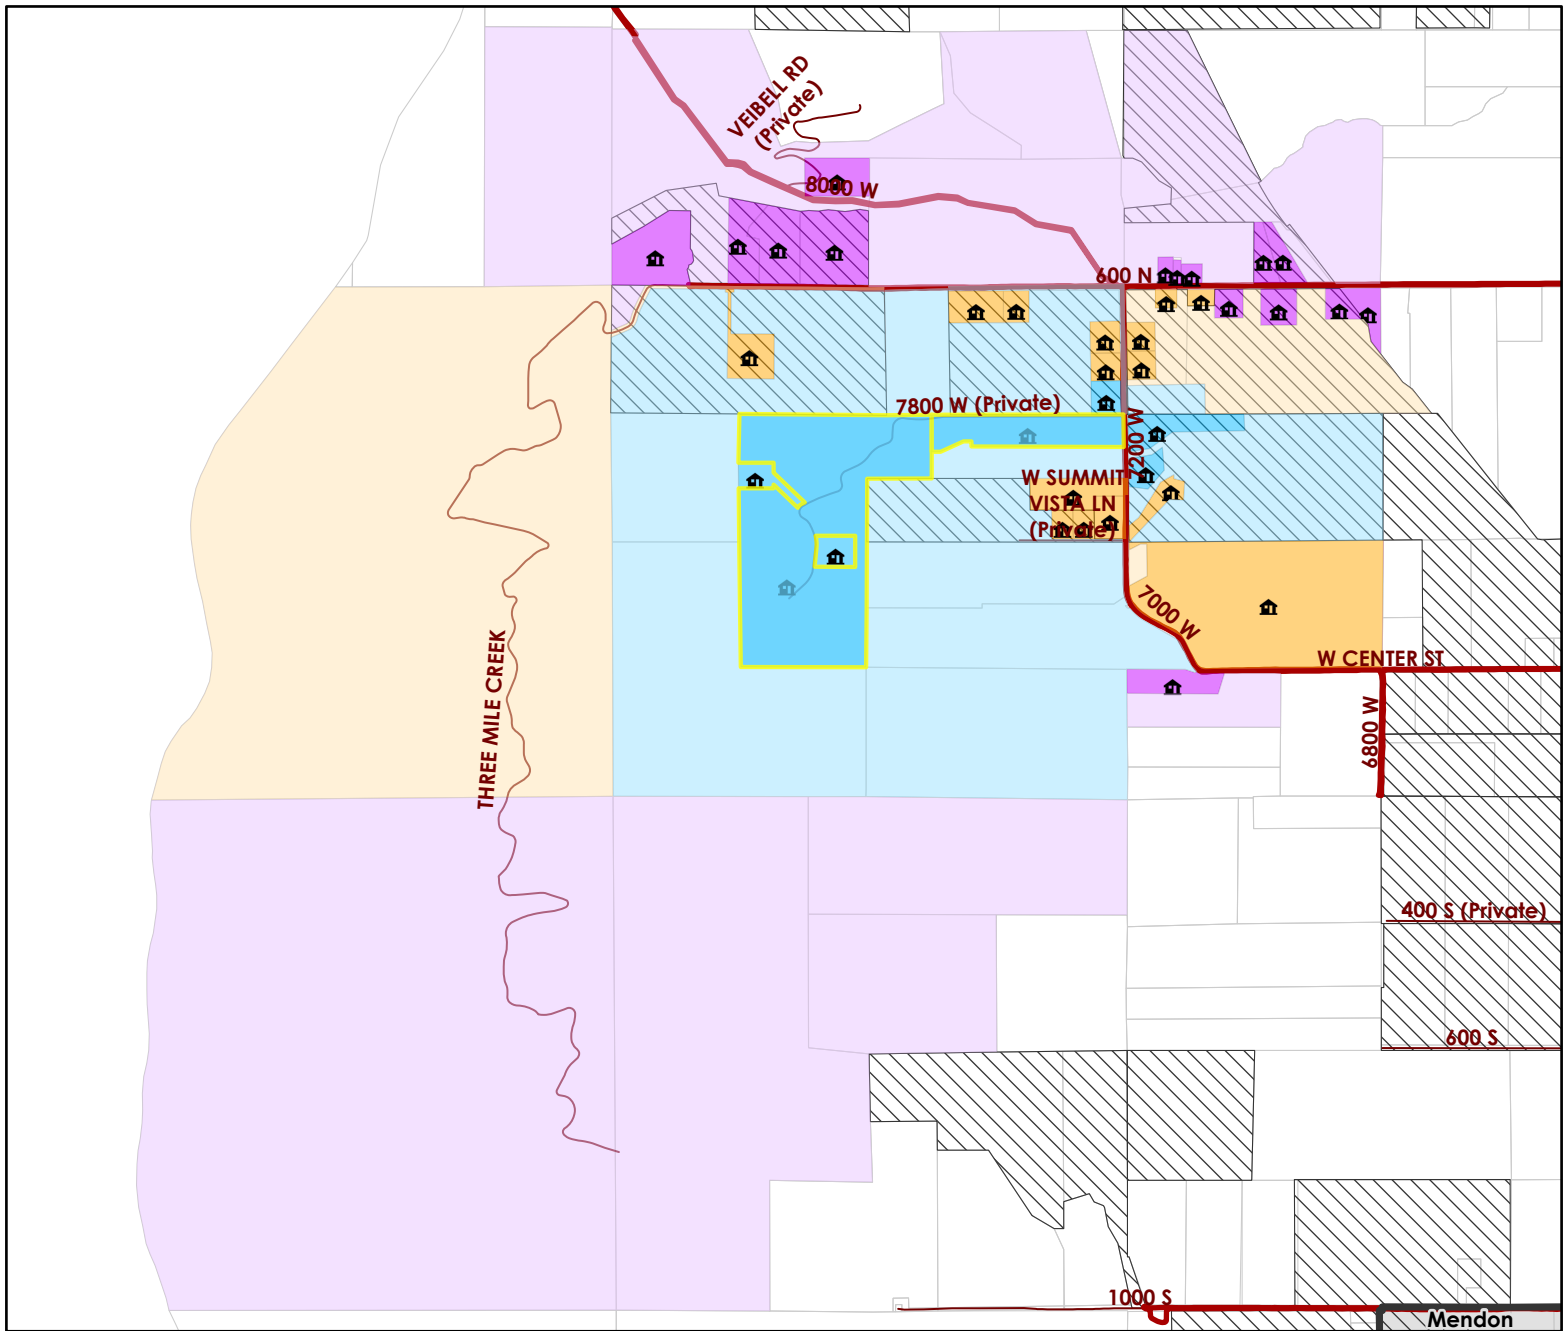 VEIBELL RD
(Private)
8000 W
600 N
7800 W (Private)
7200 W
W SUMMIT
VISTA LN
(Private)
7000 W
W CENTER ST
THREE MILE CREEK
6800 W
400 S (Private)
600 S
1000 S
Mendon